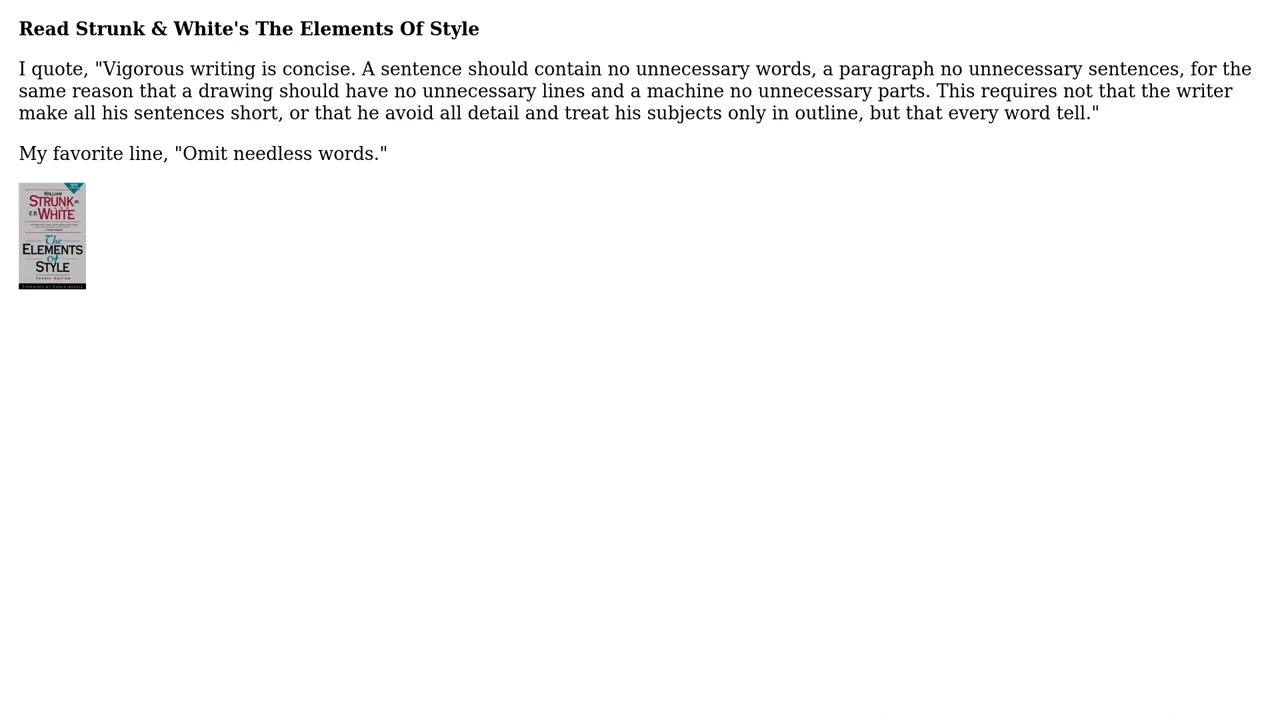 Read Strunk & White's The Elements Of Style
I quote, "Vigorous writing is concise. A sentence should contain no unnecessary words, a paragraph no unnecessary sentences, for the
same reason that a drawing should have no unnecessary lines and a machine no unnecessary parts. This requires not that the writer
make all his sentences short, or that he avoid all detail and treat his subjects only in outline, but that every word tell."
My favorite line, "Omit needless words."
WILLIAM
STRUNK JR.
E.B. WHITE
The
ELEMENTS
of
STYLE
FOURTH EDITION